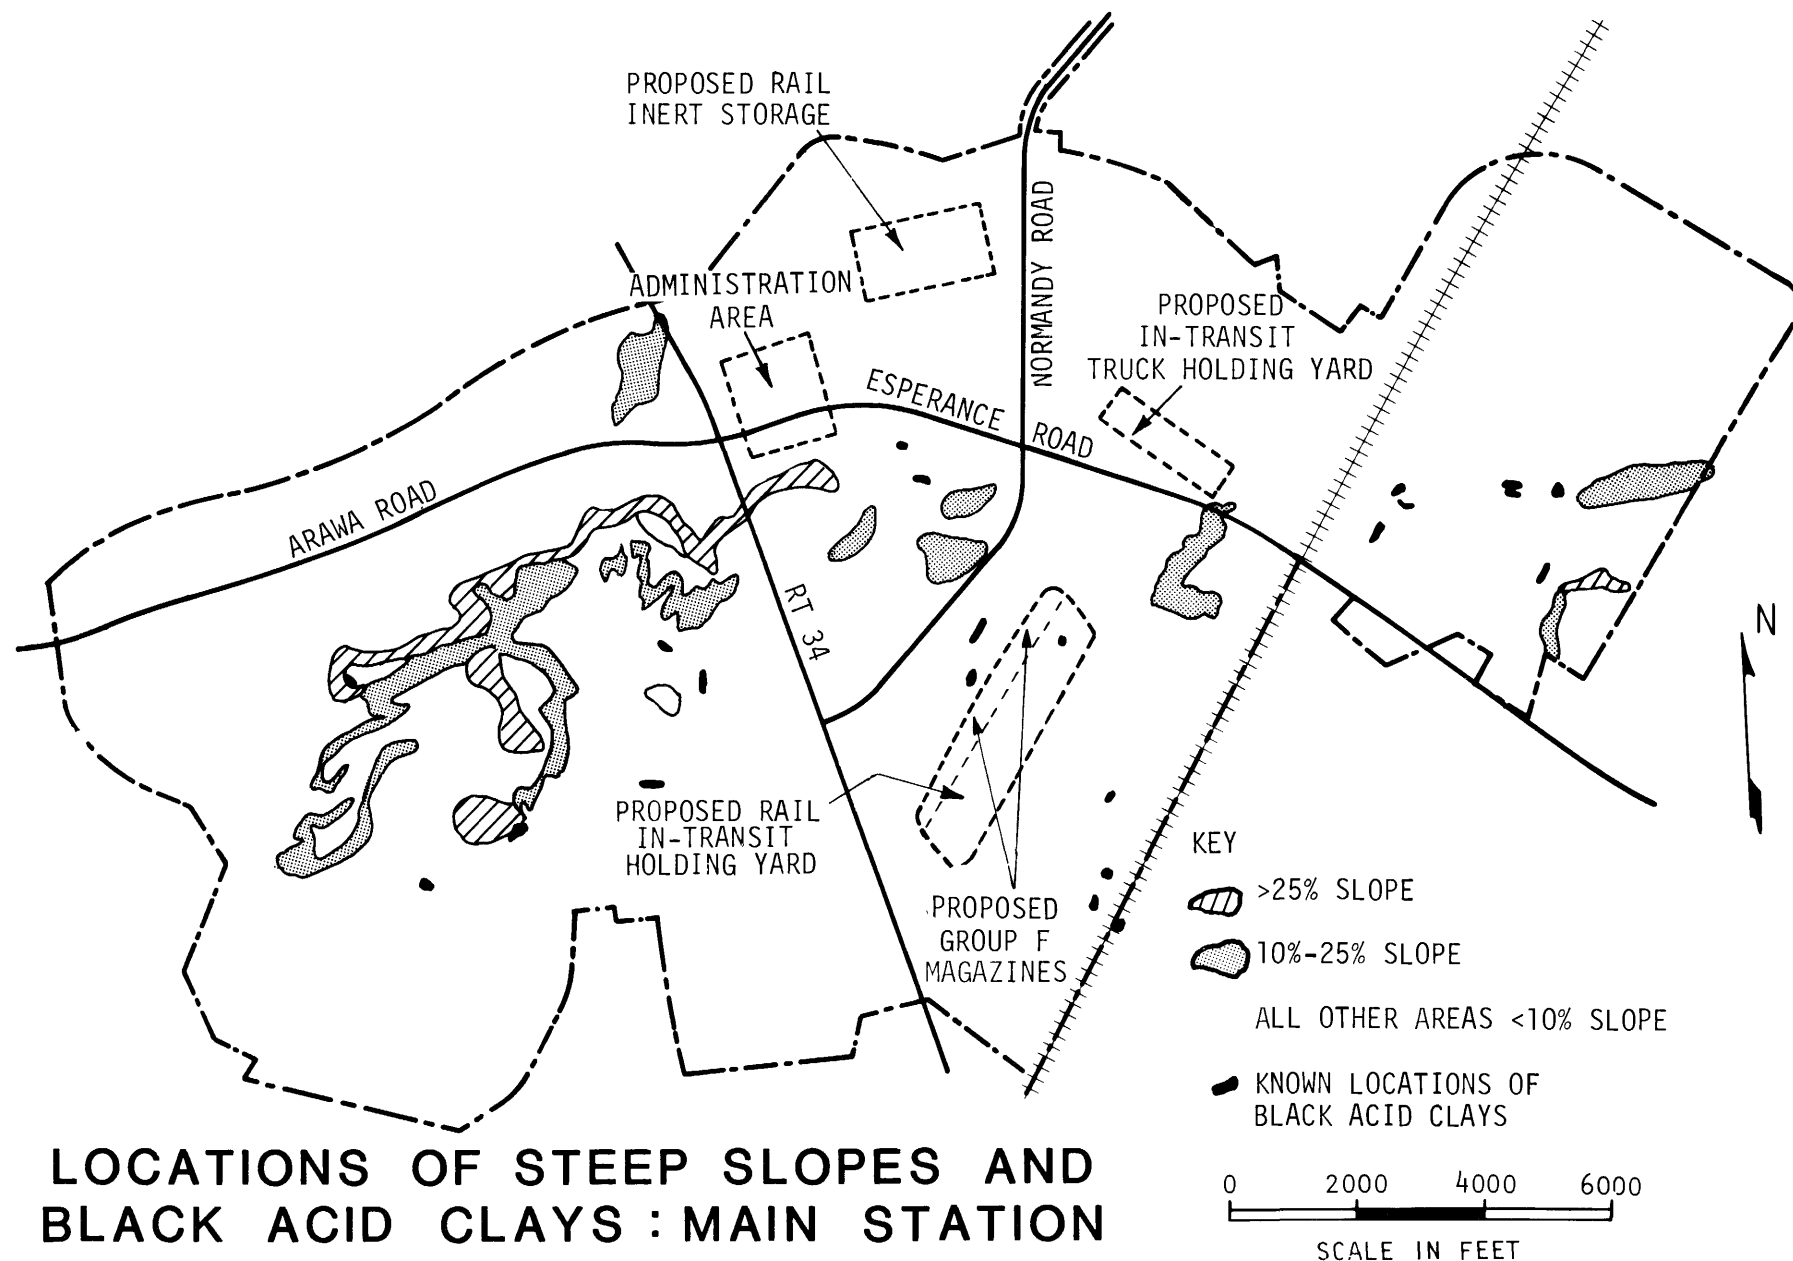 PROPOSED RAIL
INERT STORAGE
NORMANDY ROAD
ADMINISTRATION
AREA
PROPOSED
IN-TRANSIT
TRUCK HOLDING YARD
ESPERANCE ROAD
ARAWA ROAD
RT 34
N
PROPOSED RAIL
IN-TRANSIT
HOLDING YARD
PROPOSED
GROUP F
MAGAZINES
KEY
>25% SLOPE
10%-25% SLOPE
ALL OTHER AREAS <10% SLOPE
KNOWN LOCATIONS OF
BLACK ACID CLAYS
LOCATIONS OF STEEP SLOPES AND
BLACK ACID CLAYS : MAIN STATION
0 2000 4000 6000
SCALE IN FEET